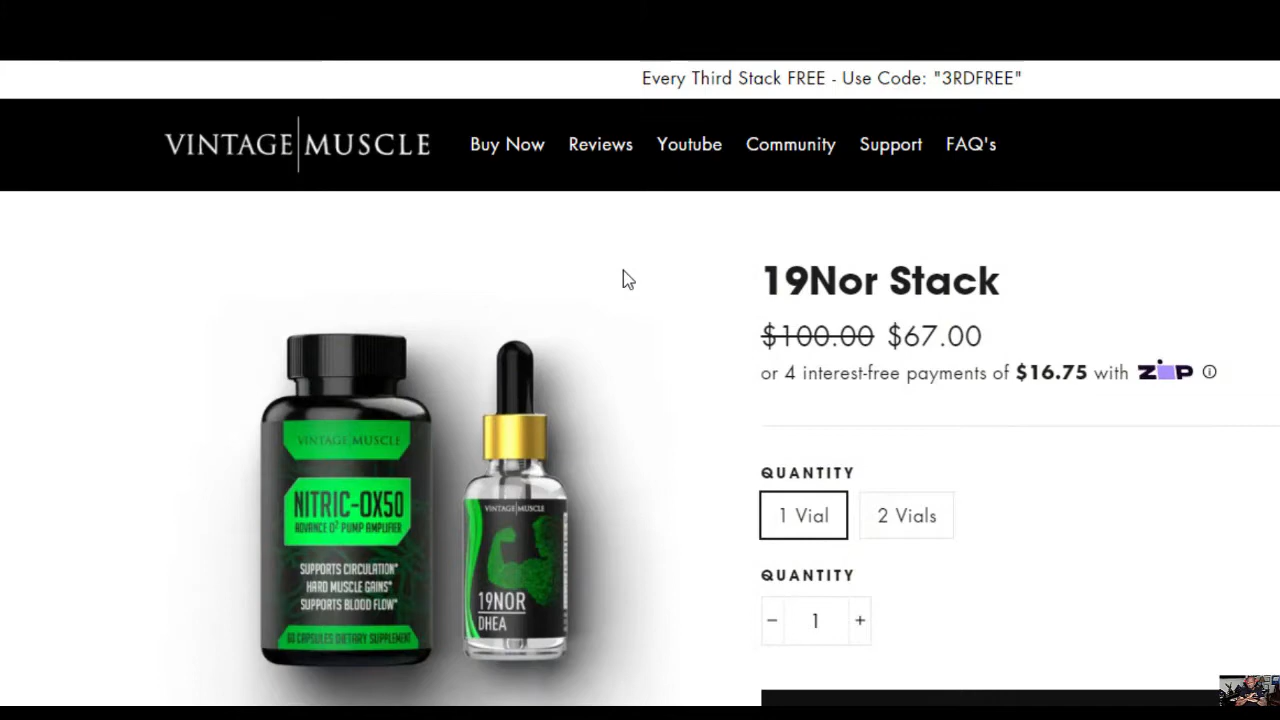 Every Third Stack FREE - Use Code: "3RDFREE"
VINTAGE MUSCLE
Buy Now Reviews Youtube Community Support FAQ's
19Nor Stack
$100.00 $67.00
or 4 interest-free payments of $16.75 with ZIP
QUANTITY
1 Vial 2 Vials
QUANTITY
- 1 +
VINTAGE MUSCLE
NITRIC-OX50
ADVANCE O² PUMP AMPLIFIER
SUPPORTS CIRCULATION*
HARD MUSCLE GAINS*
SUPPORTS BLOOD FLOW*
60 CAPSULES DIETARY SUPPLEMENT
VINTAGE MUSCLE
19NOR
DHEA